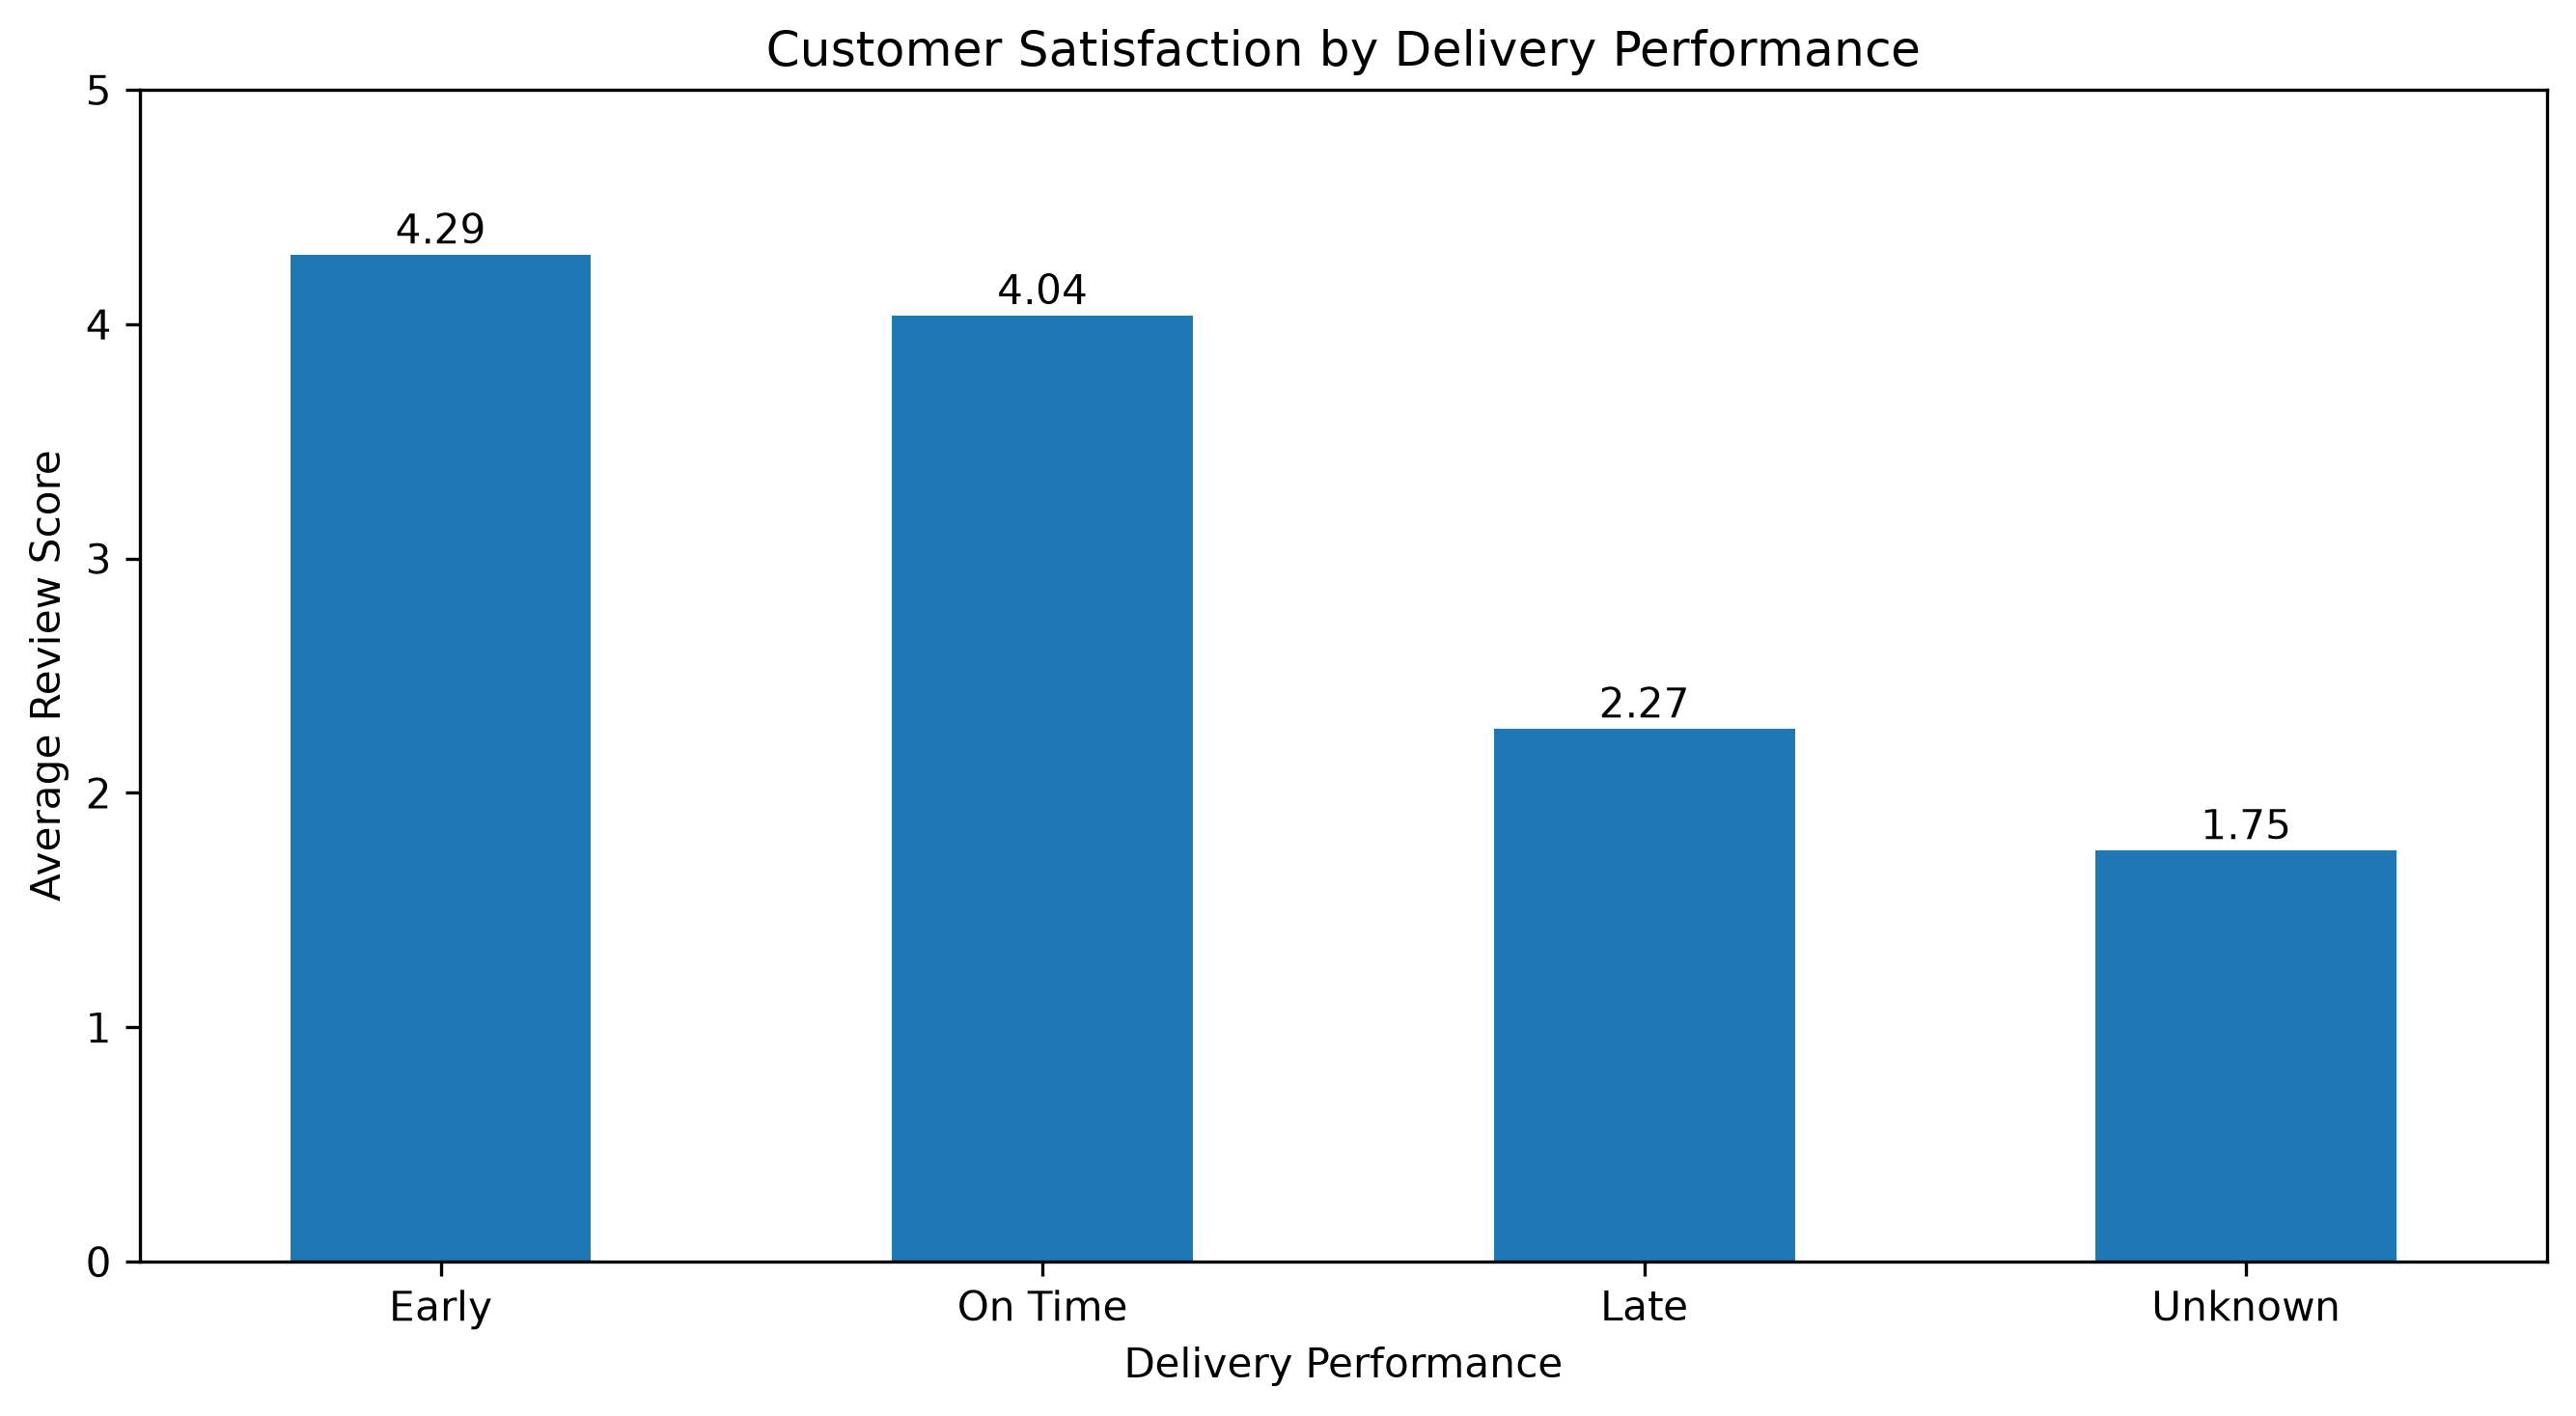 Customer Satisfaction by Delivery Performance
5
4
3
2
1
0
Average Review Score
4.29
4.04
2.27
1.75
Early
On Time
Late
Unknown
Delivery Performance